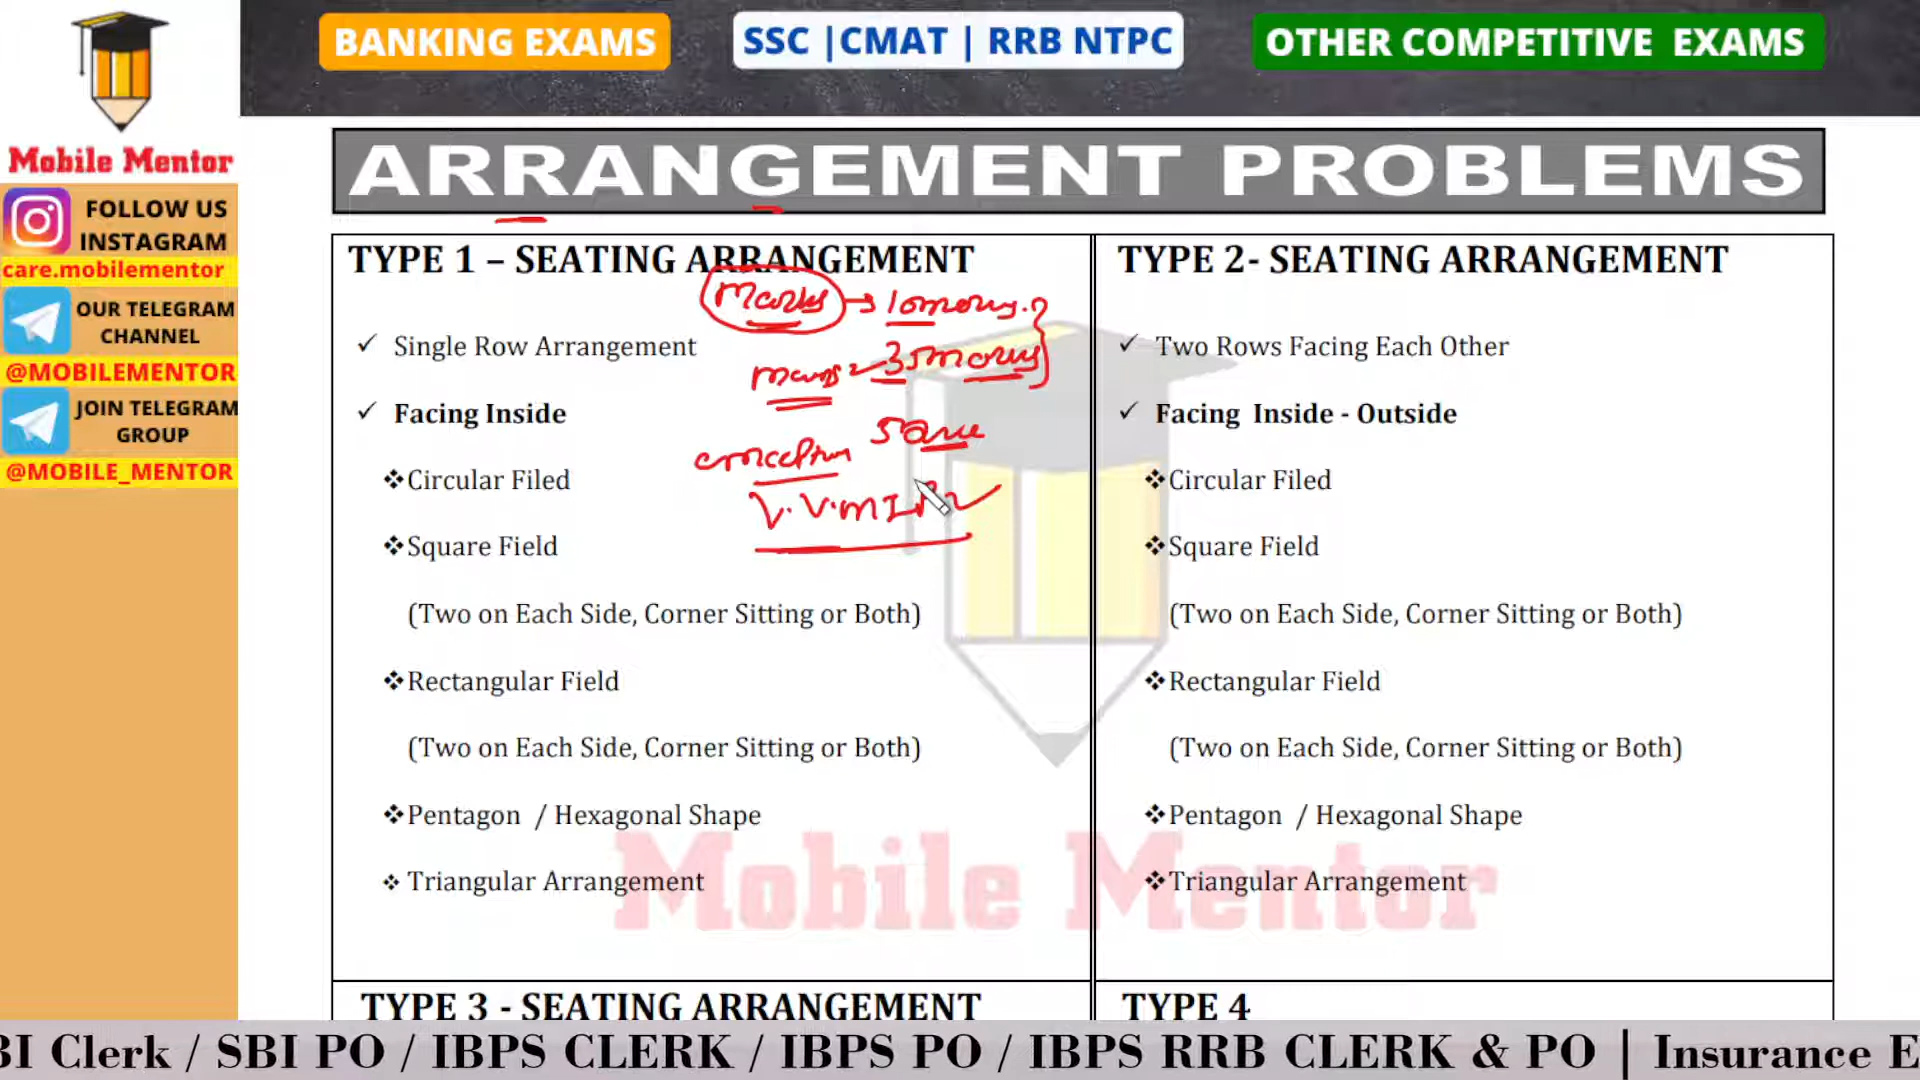 BANKING EXAMS
SSC |CMAT | RRB NTPC
OTHER COMPETITIVE EXAMS
Mobile Mentor
FOLLOW US
INSTAGRAM
care.mobilementor
OUR TELEGRAM
CHANNEL
@MOBILEMENTOR
JOIN TELEGRAM
GROUP
@MOBILE_MENTOR
ARRANGEMENT PROBLEMS
TYPE 1 – SEATING ARRANGEMENT
marks → 10
Single Row Arrangement
35 marks
Facing Inside
Circular Filed
V.V.m
Square Field
(Two on Each Side, Corner Sitting or Both)
Rectangular Field
(Two on Each Side, Corner Sitting or Both)
Pentagon / Hexagonal Shape
Triangular Arrangement
TYPE 2- SEATING ARRANGEMENT
Two Rows Facing Each Other
Facing Inside - Outside
Circular Filed
Square Field
(Two on Each Side, Corner Sitting or Both)
Rectangular Field
(Two on Each Side, Corner Sitting or Both)
Pentagon / Hexagonal Shape
Triangular Arrangement
Mobile Mentor
TYPE 3 - SEATING ARRANGEMENT
TYPE 4
BI Clerk / SBI PO / IBPS CLERK / IBPS PO / IBPS RRB CLERK & PO | Insurance E